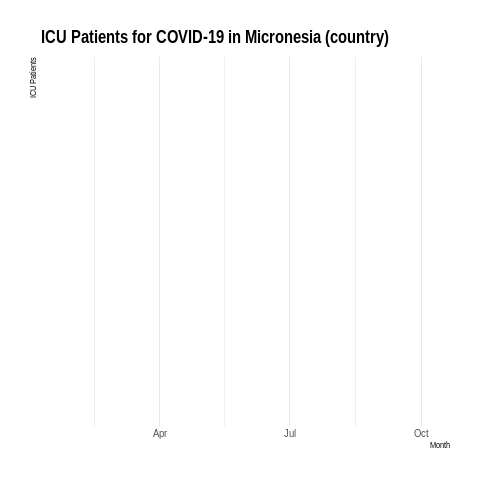 ICU Patients for COVID-19 in Micronesia (country)
ICU Patients
Apr
Jul
Oct
Month